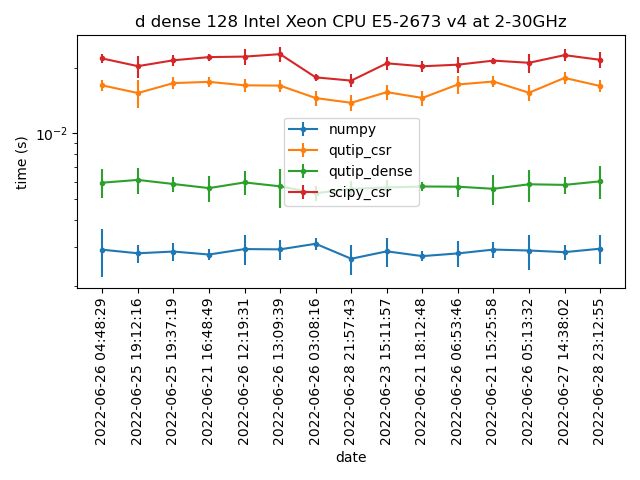 d dense 128 Intel Xeon CPU E5-2673 v4 at 2-30GHz
time (s)
10⁻²
numpy
qutip_csr
qutip_dense
scipy_csr
2022-06-26 04:48:29
2022-06-25 19:12:16
2022-06-25 19:37:19
2022-06-21 16:48:49
2022-06-26 12:19:31
2022-06-26 13:09:39
2022-06-26 03:08:16
2022-06-28 21:57:43
2022-06-23 15:11:57
2022-06-21 18:12:48
2022-06-26 06:53:46
2022-06-21 15:25:58
2022-06-26 05:13:32
2022-06-27 14:38:02
2022-06-28 23:12:55
date